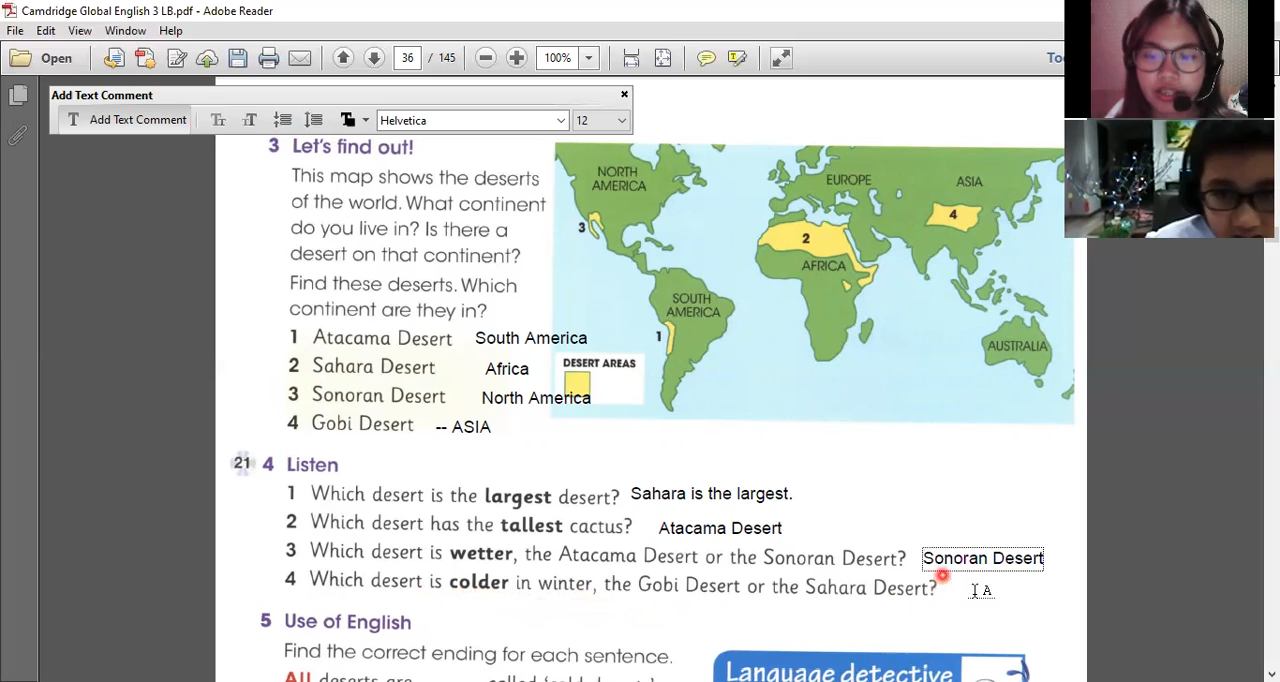 Camdridge Global English 3 LB.pdf - Adobe Reader
File Edit View Window Help
Open 36 / 145 100% To
Add Text Comment
Add Text Comment Helvetica 12
3 Let's find out!
This map shows the deserts
of the world. What continent
do you live in? Is there a
desert on that continent?
Find these deserts. Which
continent are they in?
1 Atacama Desert South America
2 Sahara Desert Africa
3 Sonoran Desert North America
4 Gobi Desert -- ASIA
NORTH
AMERICA
EUROPE
ASIA
4
3
2
AFRICA
SOUTH
AMERICA
1
AUSTRALIA
DESERT AREAS
21 4 Listen
1 Which desert is the largest desert? Sahara is the largest.
2 Which desert has the tallest cactus? Atacama Desert
3 Which desert is wetter, the Atacama Desert or the Sonoran Desert? Sonoran Desert
4 Which desert is colder in winter, the Gobi Desert or the Sahara Desert?
5 Use of English
Find the correct ending for each sentence.
Language detective
All deserts are